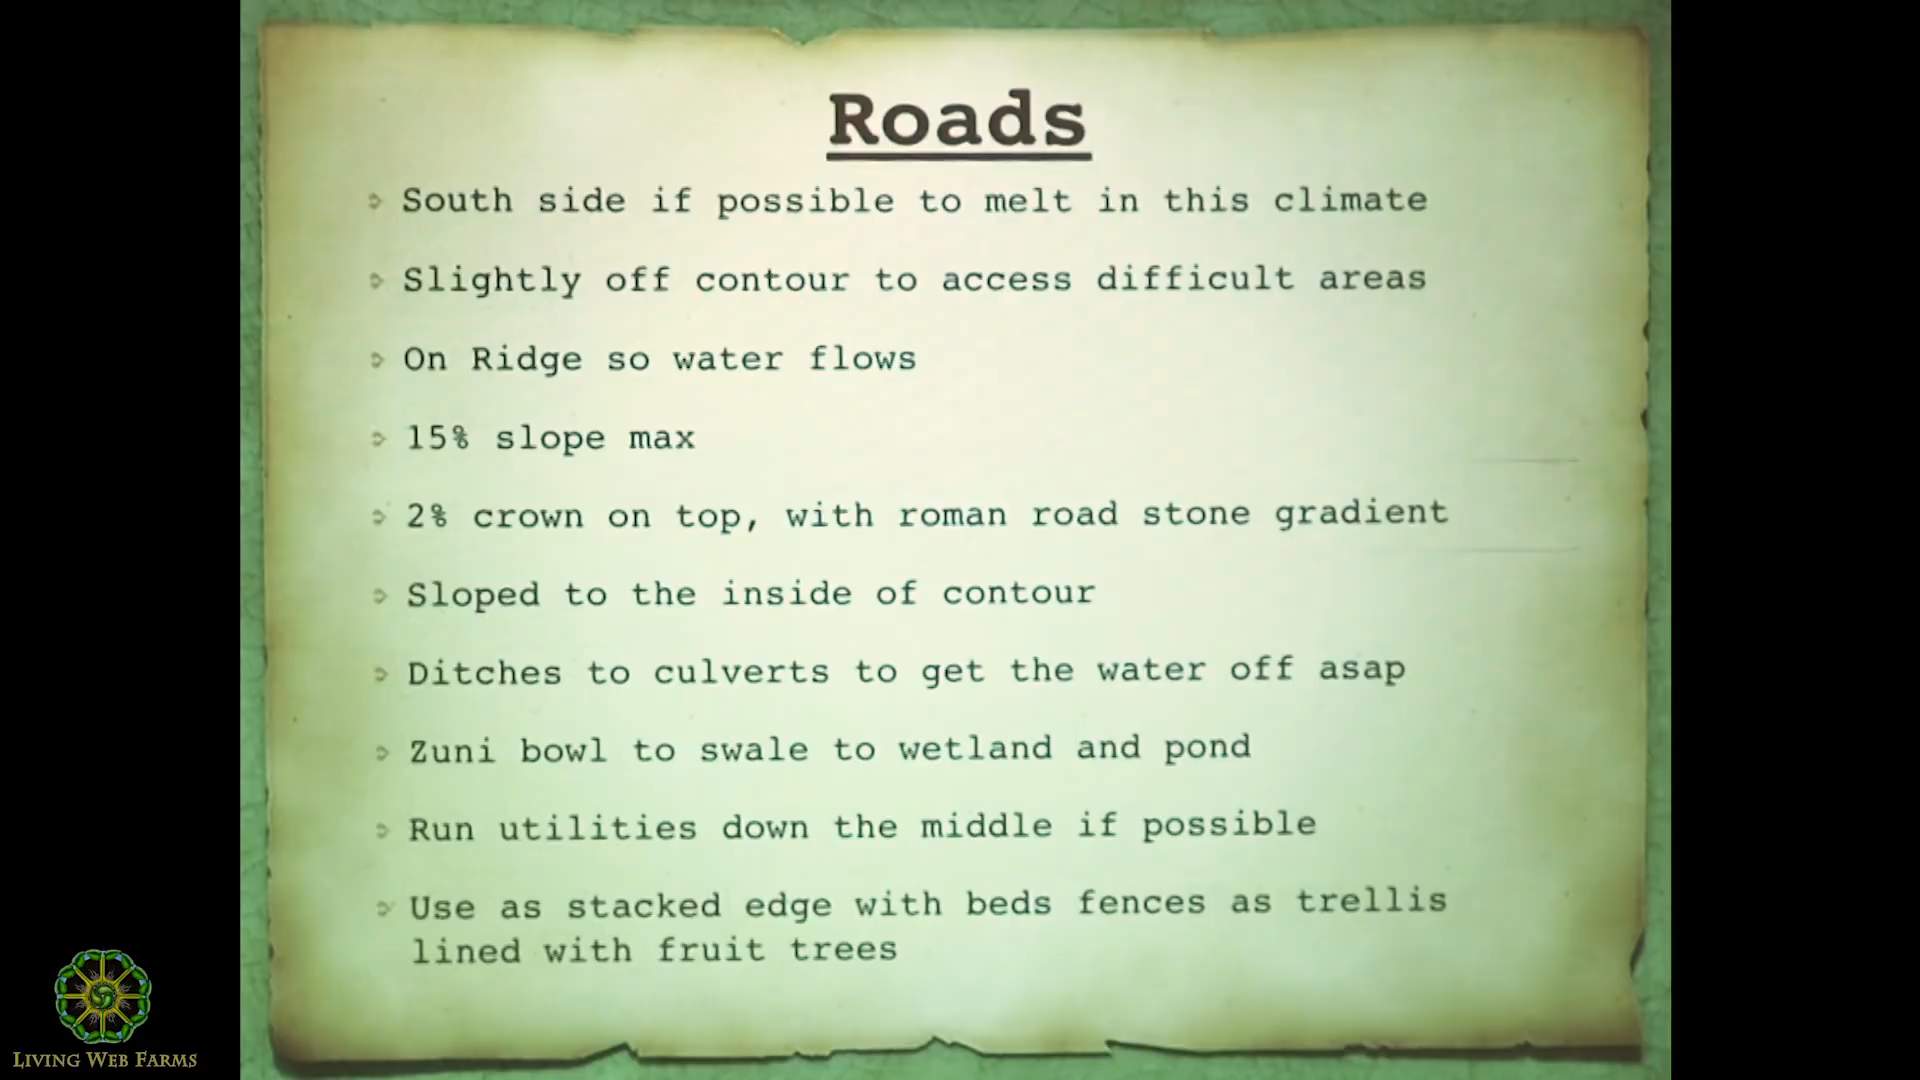 Roads
South side if possible to melt in this climate
Slightly off contour to access difficult areas
On Ridge so water flows
15% slope max
2% crown on top, with roman road stone gradient
Sloped to the inside of contour
Ditches to culverts to get the water off asap
Zuni bowl to swale to wetland and pond
Run utilities down the middle if possible
Use as stacked edge with beds fences as trellis
lined with fruit trees
LIVING WEB FARMS